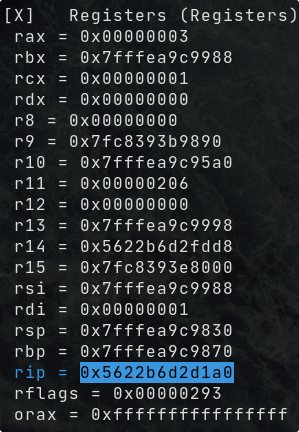 [X]   Registers (Registers)
rax = 0x00000003
rbx = 0x7fffea9c9988
rcx = 0x00000001
rdx = 0x00000000
r8 = 0x00000000
r9 = 0x7fc8393b9890
r10 = 0x7fffea9c95a0
r11 = 0x00000206
r12 = 0x00000000
r13 = 0x7fffea9c9998
r14 = 0x5622b6d2fdd8
r15 = 0x7fc8393e8000
rsi = 0x7fffea9c9988
rdi = 0x00000001
rsp = 0x7fffea9c9830
rbp = 0x7fffea9c9870
rip = 0x5622b6d2d1a0
rflags = 0x00000293
orax = 0xffffffffffffffff